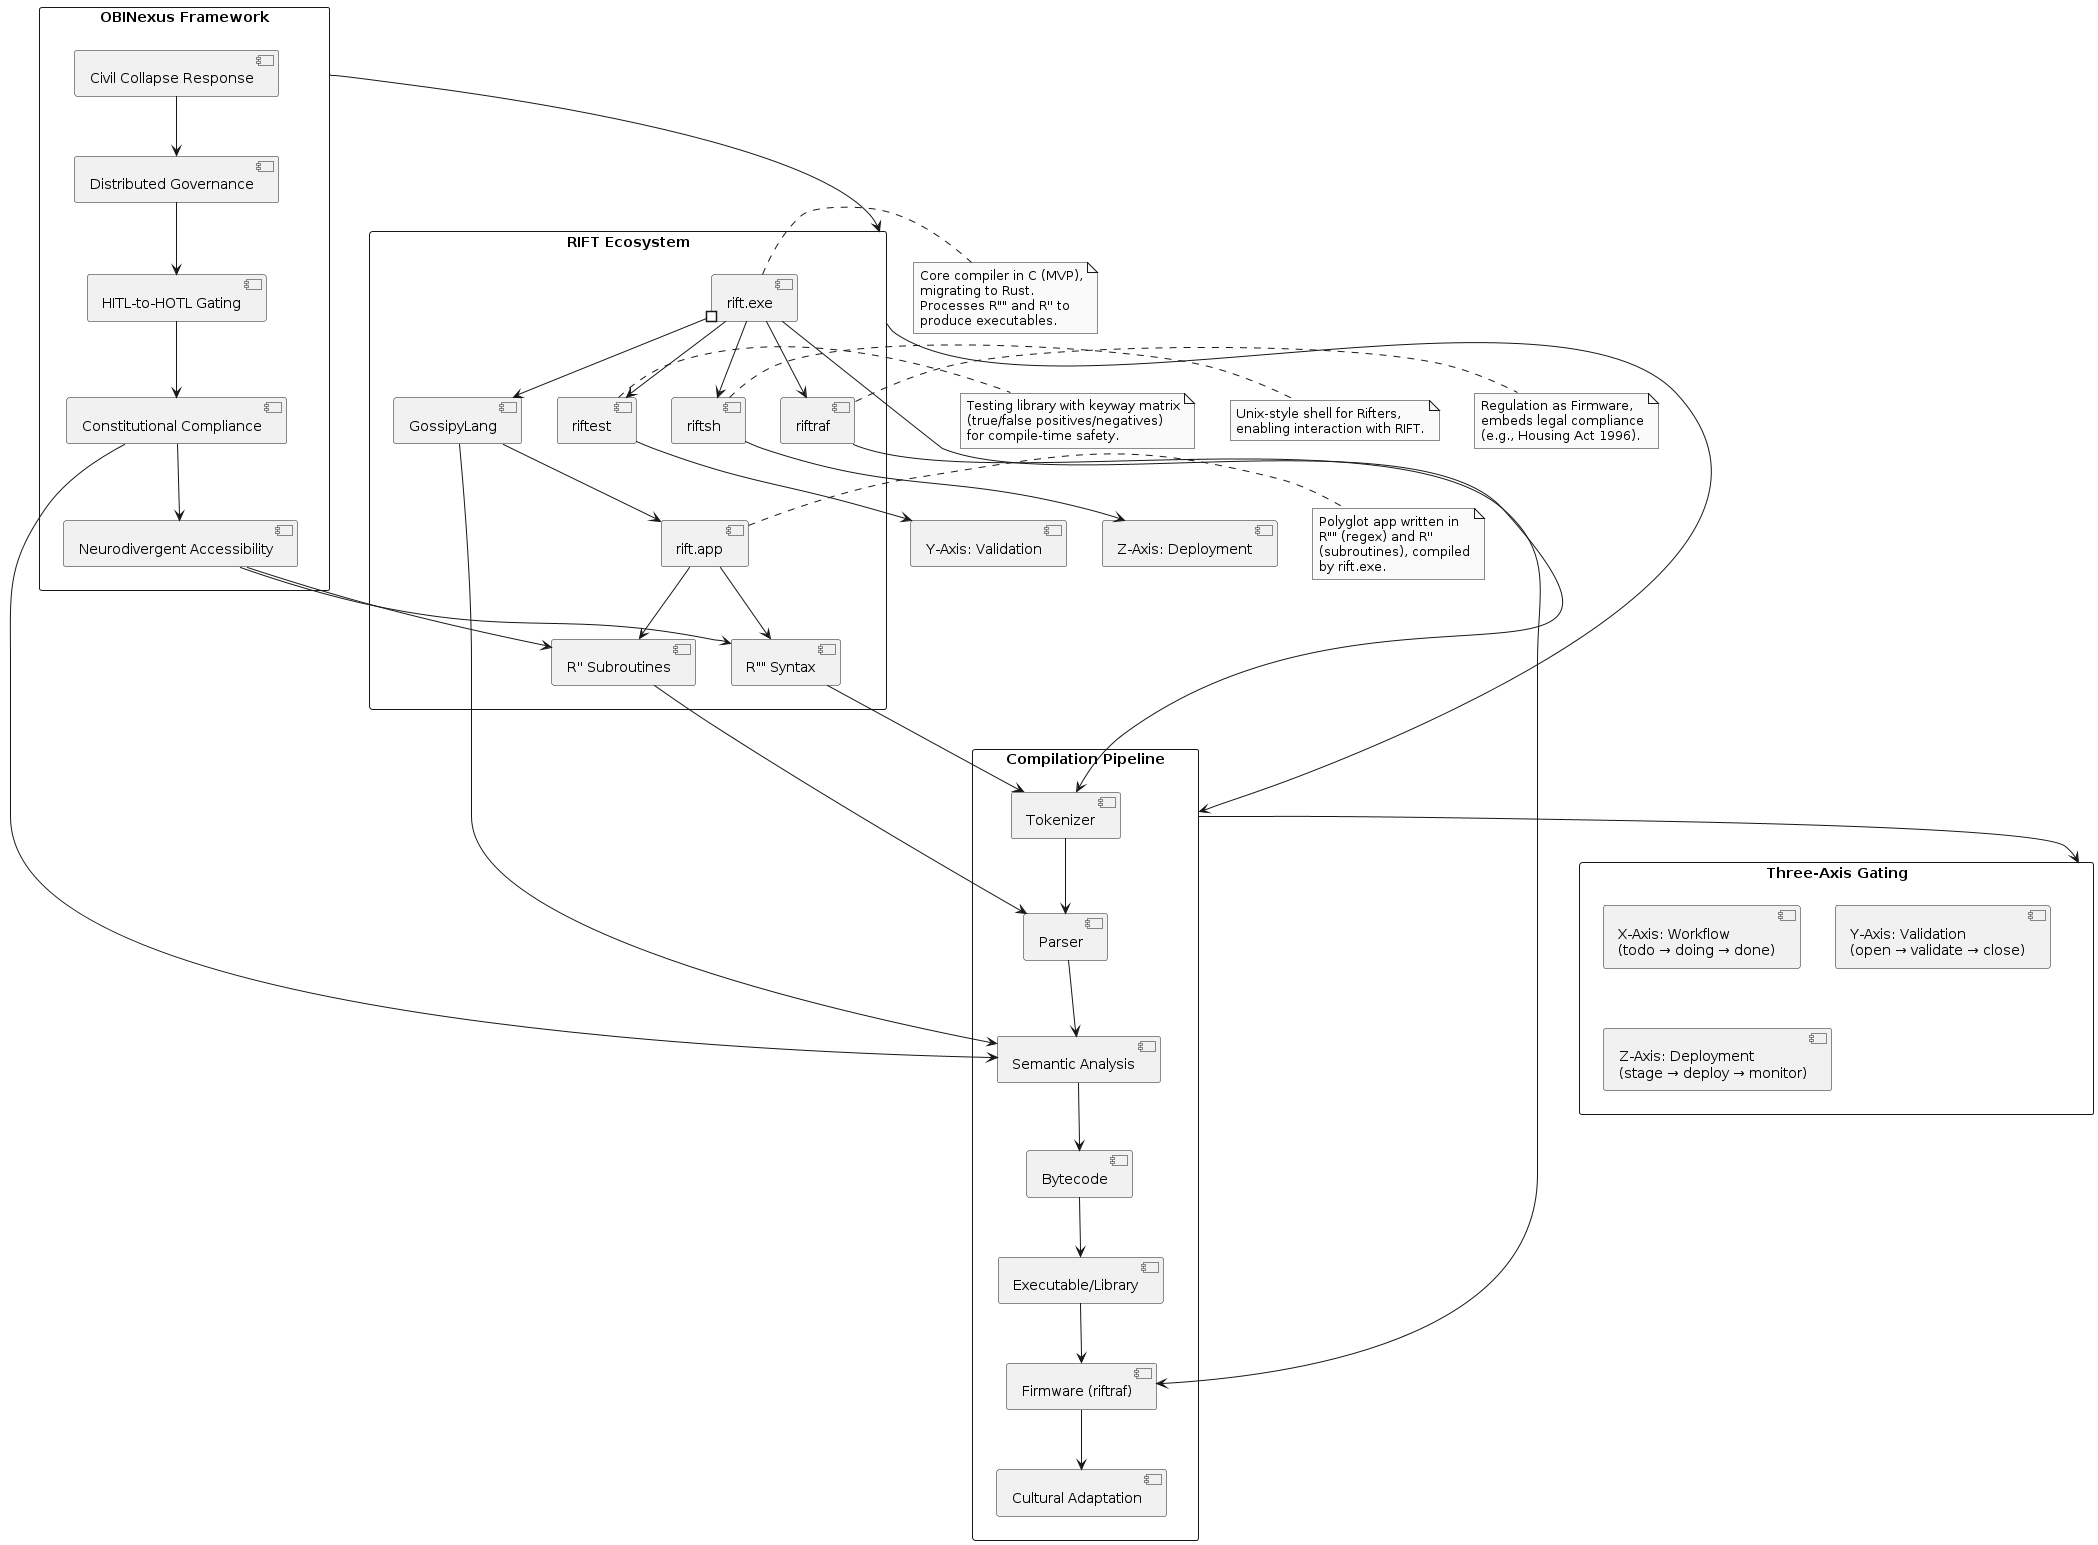 OBINexus Framework
Civil Collapse Response
Distributed Governance
HITL-to-HOTL Gating
Constitutional Compliance
Neurodivergent Accessibility
RIFT Ecosystem
rift.exe
Core compiler in C (MVP),
migrating to Rust.
Processes R"" and R'' to
produce executables.
GossipyLang
riftest
riftsh
riftraf
Testing library with keyway matrix
(true/false positives/negatives)
for compile-time safety.
Unix-style shell for Rifters,
enabling interaction with RIFT.
Regulation as Firmware,
embeds legal compliance
(e.g., Housing Act 1996).
rift.app
Y-Axis: Validation
Z-Axis: Deployment
Polyglot app written in
R"" (regex) and R''
(subroutines), compiled
by rift.exe.
R'' Subroutines
R"" Syntax
Compilation Pipeline
Tokenizer
Parser
Semantic Analysis
Bytecode
Executable/Library
Firmware (riftraf)
Cultural Adaptation
Three-Axis Gating
X-Axis: Workflow
(todo → doing → done)
Y-Axis: Validation
(open → validate → close)
Z-Axis: Deployment
(stage → deploy → monitor)